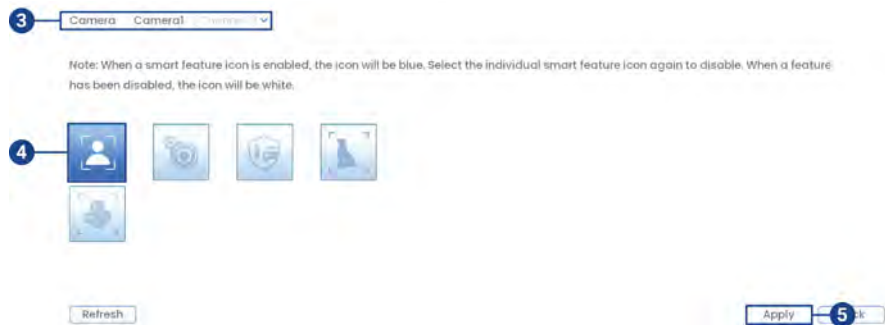 3 Camera Camera1
Note: When a smart feature icon is enabled, the icon will be blue. Select the individual smart feature icon again to disable. When a feature
has been disabled, the icon will be white.
4
Refresh Apply 5